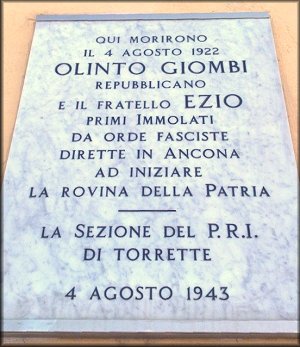 QUI MORIRONO
IL 4 AGOSTO 1922
OLINTO GIOMBI
REPUBBLICANO
E IL FRATELLO EZIO
PRIMI IMMOLATI
DA ORDE FASCISTE
DIRETTE IN ANCONA
AD INIZIARE
LA ROVINA DELLA PATRIA
LA SEZIONE DEL P.R.I.
DI TORRETTE
4 AGOSTO 1943